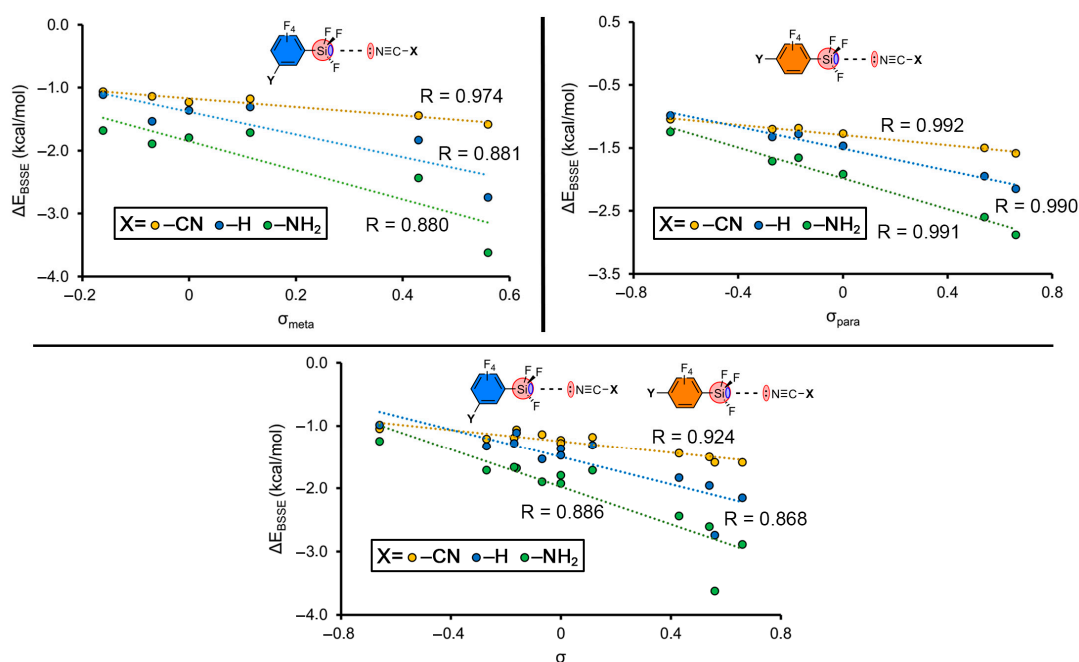 0.0
−1.0
−2.0
−3.0
−4.0
ΔE_BSSE (kcal/mol)
F₄
F
F
Si
F
Y
N≡C−X
R = 0.974
R = 0.881
R = 0.880
X= −CN −H −NH₂
−0.2
0
0.2
0.4
0.6
σ_meta
0.5
−0.5
−1.5
−2.5
−3.5
ΔE_BSSE (kcal/mol)
F₄
F
F
Y
Si
F
N≡C−X
R = 0.992
R = 0.990
R = 0.991
X= −CN −H −NH₂
−0.8
-0.4
0
0.4
0.8
σ_para
0.0
−1.0
−2.0
−3.0
−4.0
ΔE_BSSE (kcal/mol)
F₄
F
F
Si
F
Y
N≡C−X
F₄
F
F
Y
Si
F
N≡C−X
R = 0.924
R = 0.886
R = 0.868
X= −CN −H −NH₂
−0.8
−0.4
0
0.4
0.8
σ